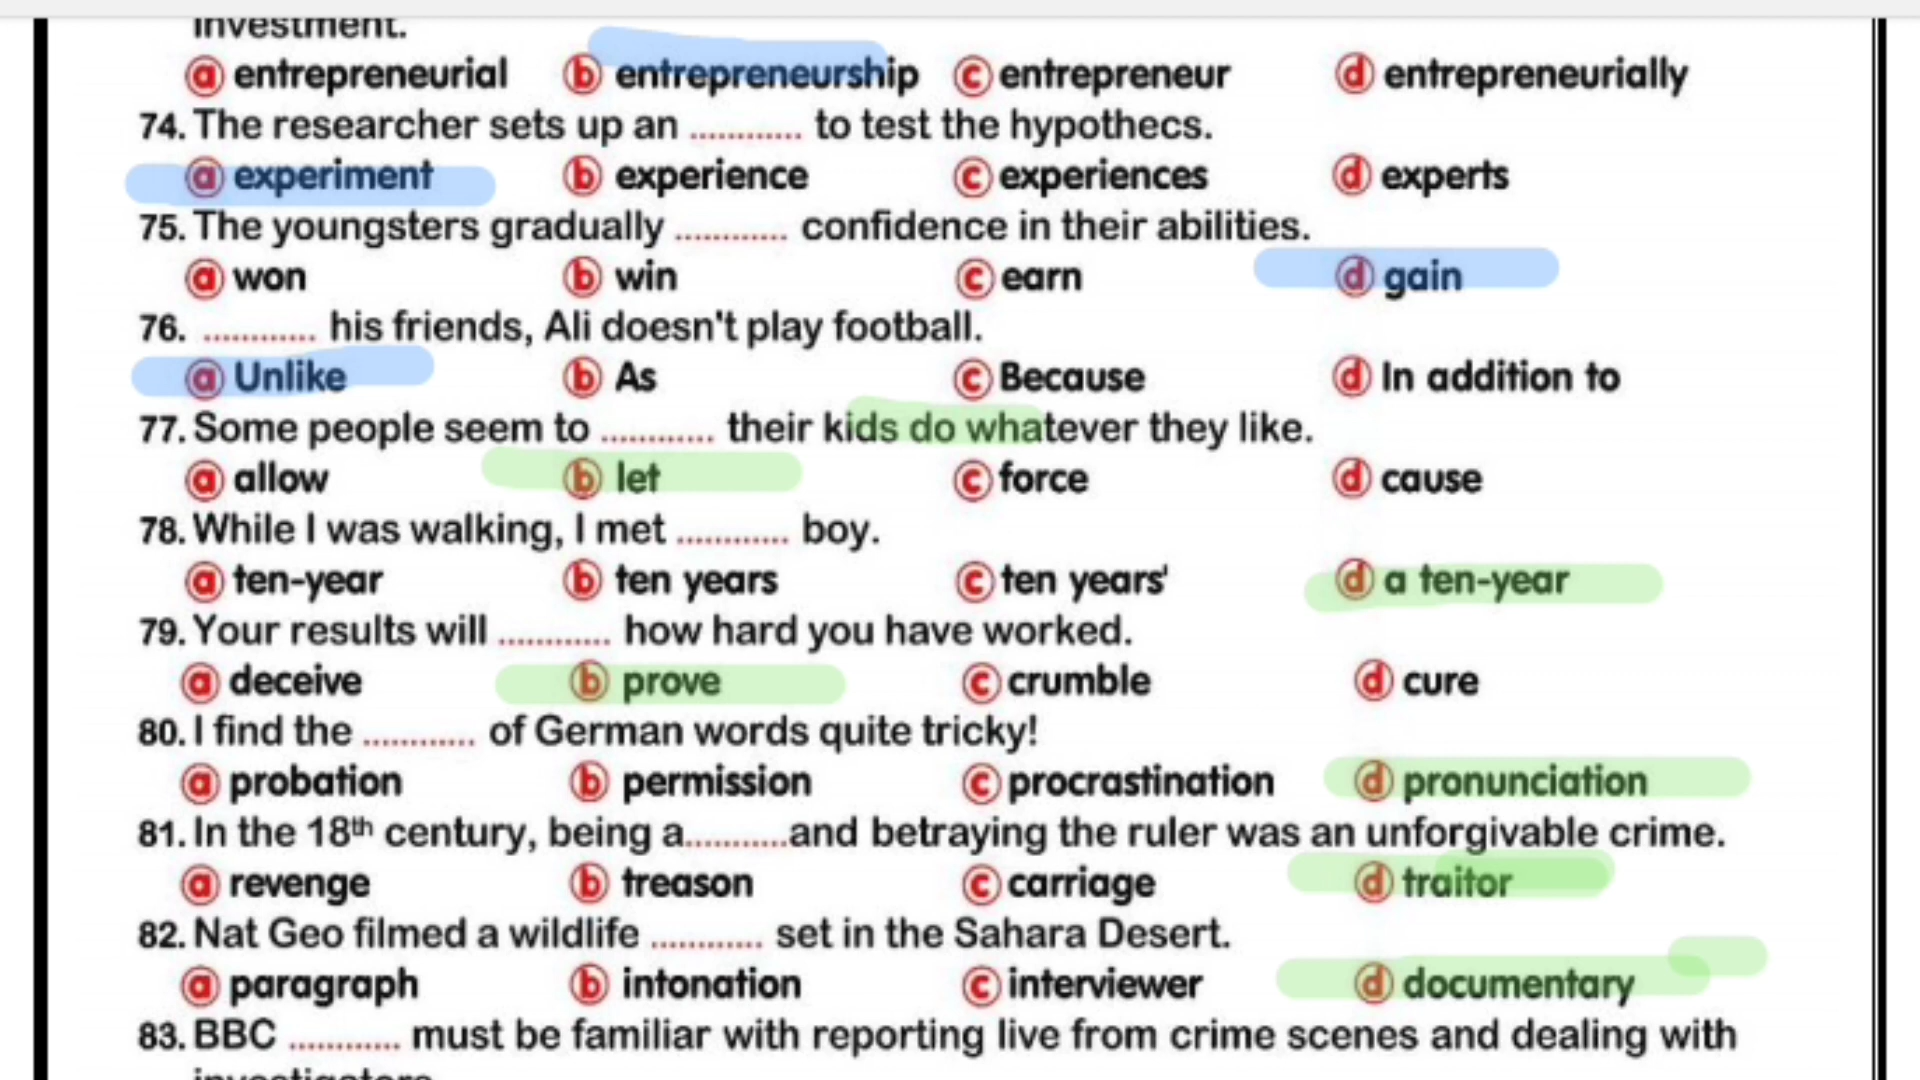 investment.
a entrepreneurial b entrepreneurship c entrepreneur d entrepreneurially
74. The researcher sets up an ............ to test the hypothecs.
a experiment b experience c experiences d experts
75. The youngsters gradually ............ confidence in their abilities.
a won b win c earn d gain
76. ............ his friends, Ali doesn't play football.
a Unlike b As c Because d In addition to
77. Some people seem to ............ their kids do whatever they like.
a allow b let c force d cause
78. While I was walking, I met ............ boy.
a ten-year b ten years c ten years' d a ten-year
79. Your results will ............ how hard you have worked.
a deceive b prove c crumble d cure
80. I find the ............ of German words quite tricky!
a probation b permission c procrastination d pronunciation
81. In the 18th century, being a...........and betraying the ruler was an unforgivable crime.
a revenge b treason c carriage d traitor
82. Nat Geo filmed a wildlife ............ set in the Sahara Desert.
a paragraph b intonation c interviewer d documentary
83. BBC ............ must be familiar with reporting live from crime scenes and dealing with
investigators.